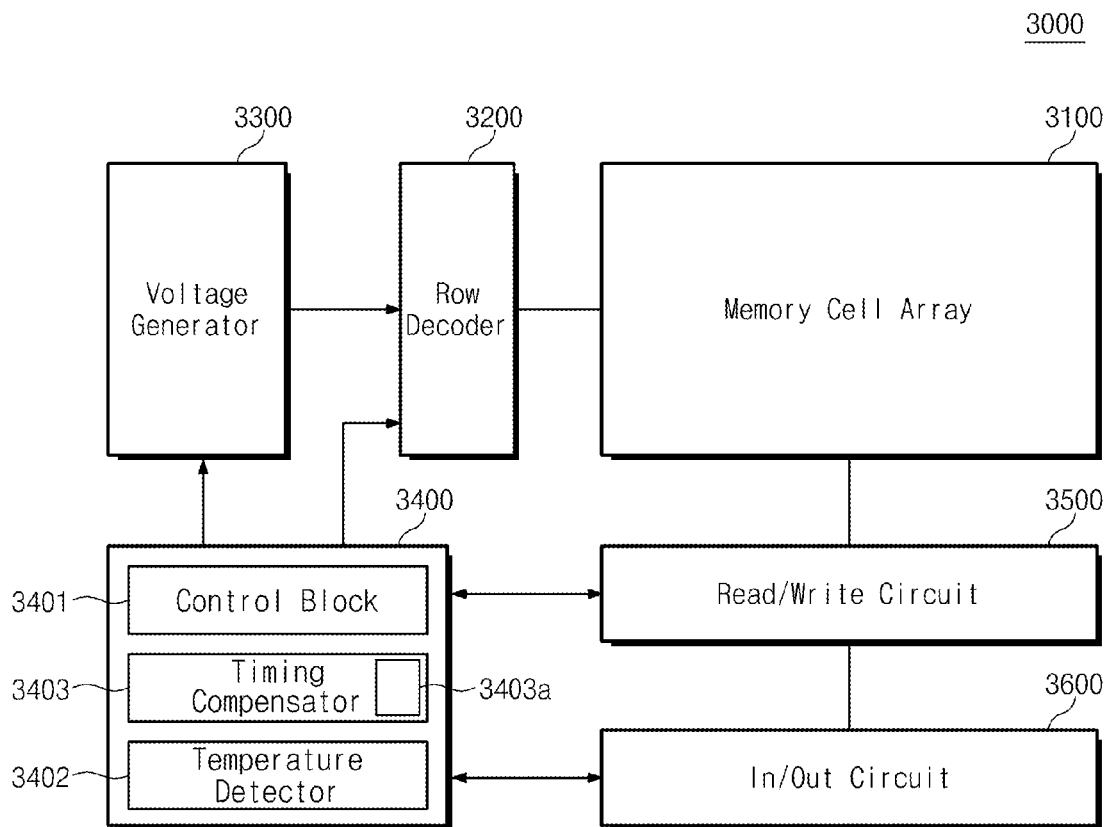 3000
3300
3200
3100
Voltage
Generator
Row
Decoder
Memory Cell Array
3400
3500
3401
Control Block
Read/Write Circuit
3403
Timing
Compensator
3403a
3600
3402
Temperature
Detector
In/Out Circuit